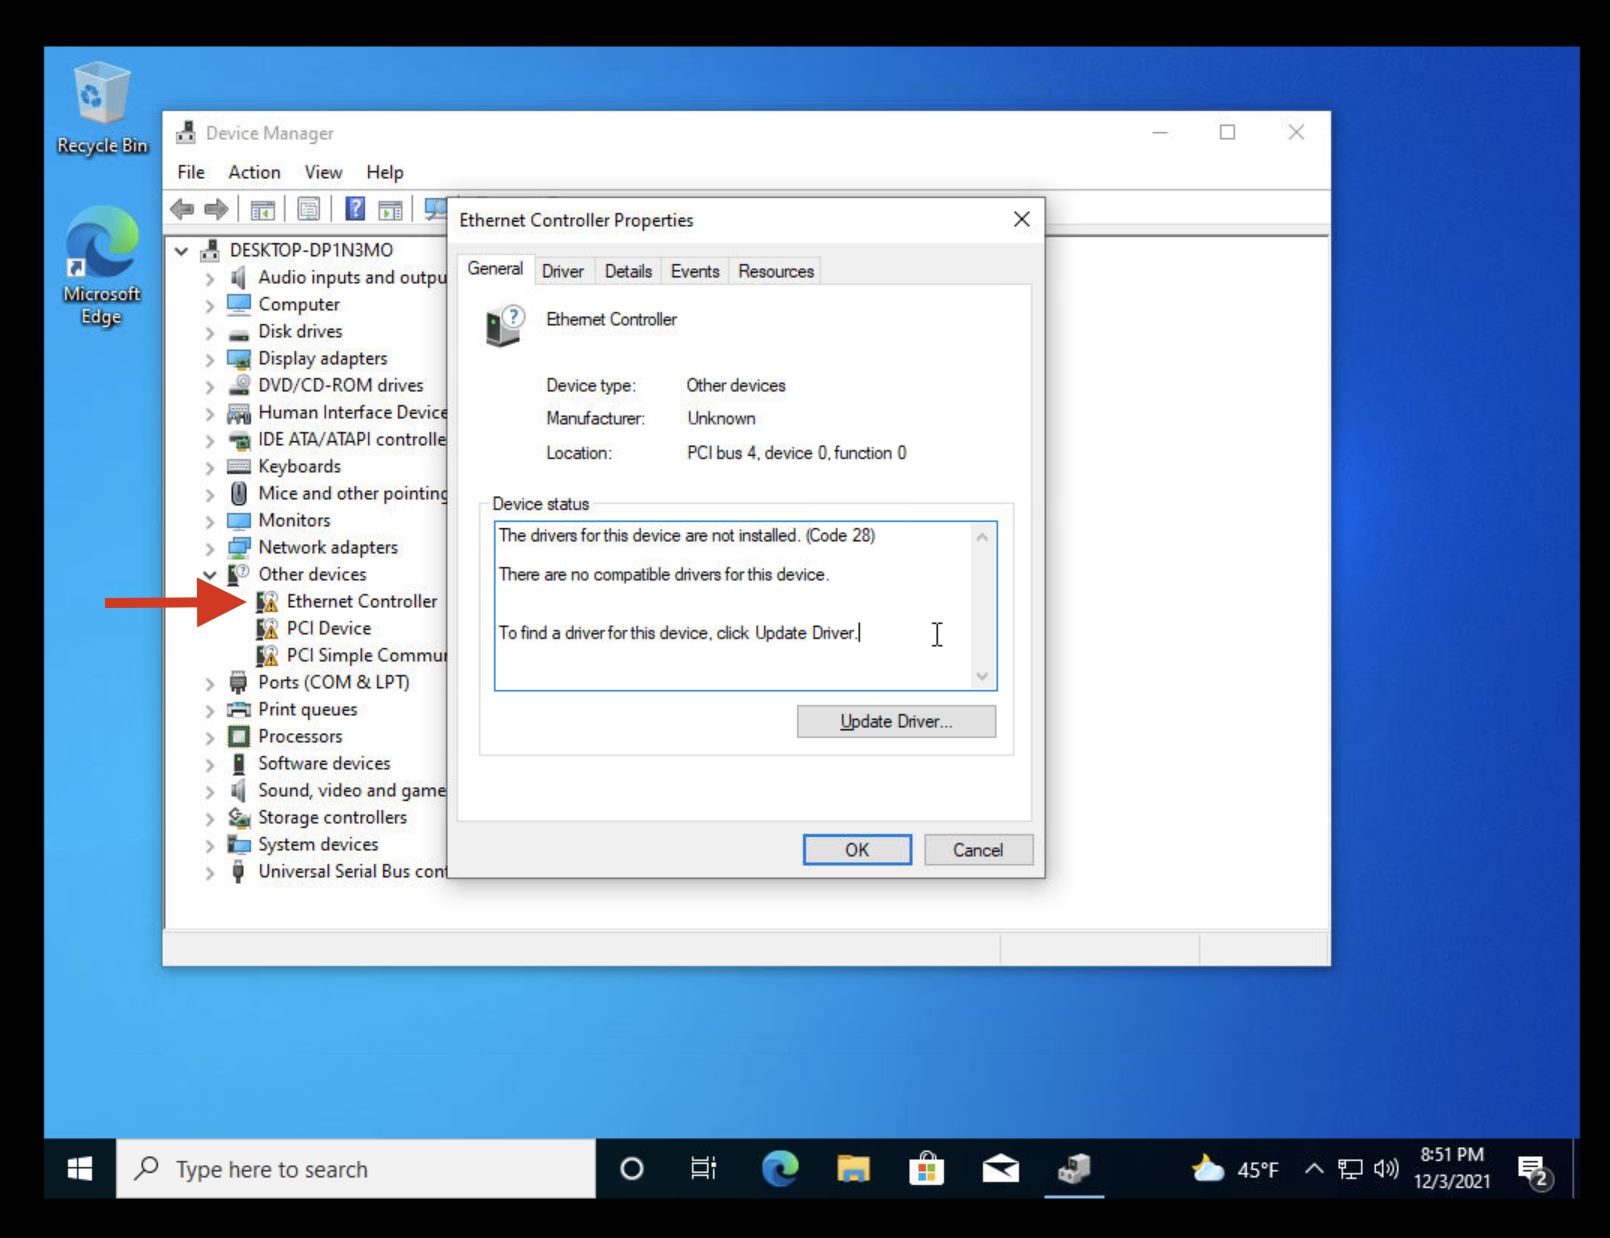 Recycle Bin
Microsoft
Edge
Device Manager
File Action View Help
DESKTOP-DP1N3MO
Audio inputs and outpu
Computer
Disk drives
Display adapters
DVD/CD-ROM drives
Human Interface Device
IDE ATA/ATAPI controlle
Keyboards
Mice and other pointing
Monitors
Network adapters
Other devices
Ethernet Controller
PCI Device
PCI Simple Commun
Ports (COM & LPT)
Print queues
Processors
Software devices
Sound, video and game
Storage controllers
System devices
Universal Serial Bus cont
Ethernet Controller Properties
General Driver Details Events Resources
Ethernet Controller
Device type: Other devices
Manufacturer: Unknown
Location: PCI bus 4, device 0, function 0
Device status
The drivers for this device are not installed. (Code 28)
There are no compatible drivers for this device.
To find a driver for this device, click Update Driver.
Update Driver...
OK Cancel
Type here to search
45°F
8:51 PM
12/3/2021
2